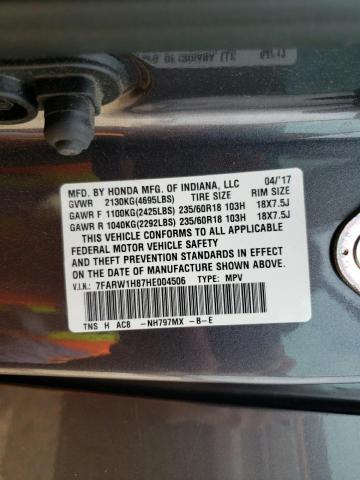 MFD. BY HONDA MFG. OF INDIANA, LLC 04/'17
GVWR 2130KG(4695LBS) TIRE SIZE RIM SIZE
GAWR F 1100KG(2425LBS) 235/60R18 103H 18X7.5J
GAWR R 1040KG(2292LBS) 235/60R18 103H 18X7.5J
THIS VEHICLE CONFORMS TO ALL APPLICABLE
FEDERAL MOTOR VEHICLE SAFETY
AND THEFT PREVENTION STANDARDS IN EFFECT
ON THE DATE OF MANUFACTURE SHOWN ABOVE.
V.I.N.: 7FARW1H87HE004506 TYPE: MPV
TNS H AC8 -NH797MX -B-E